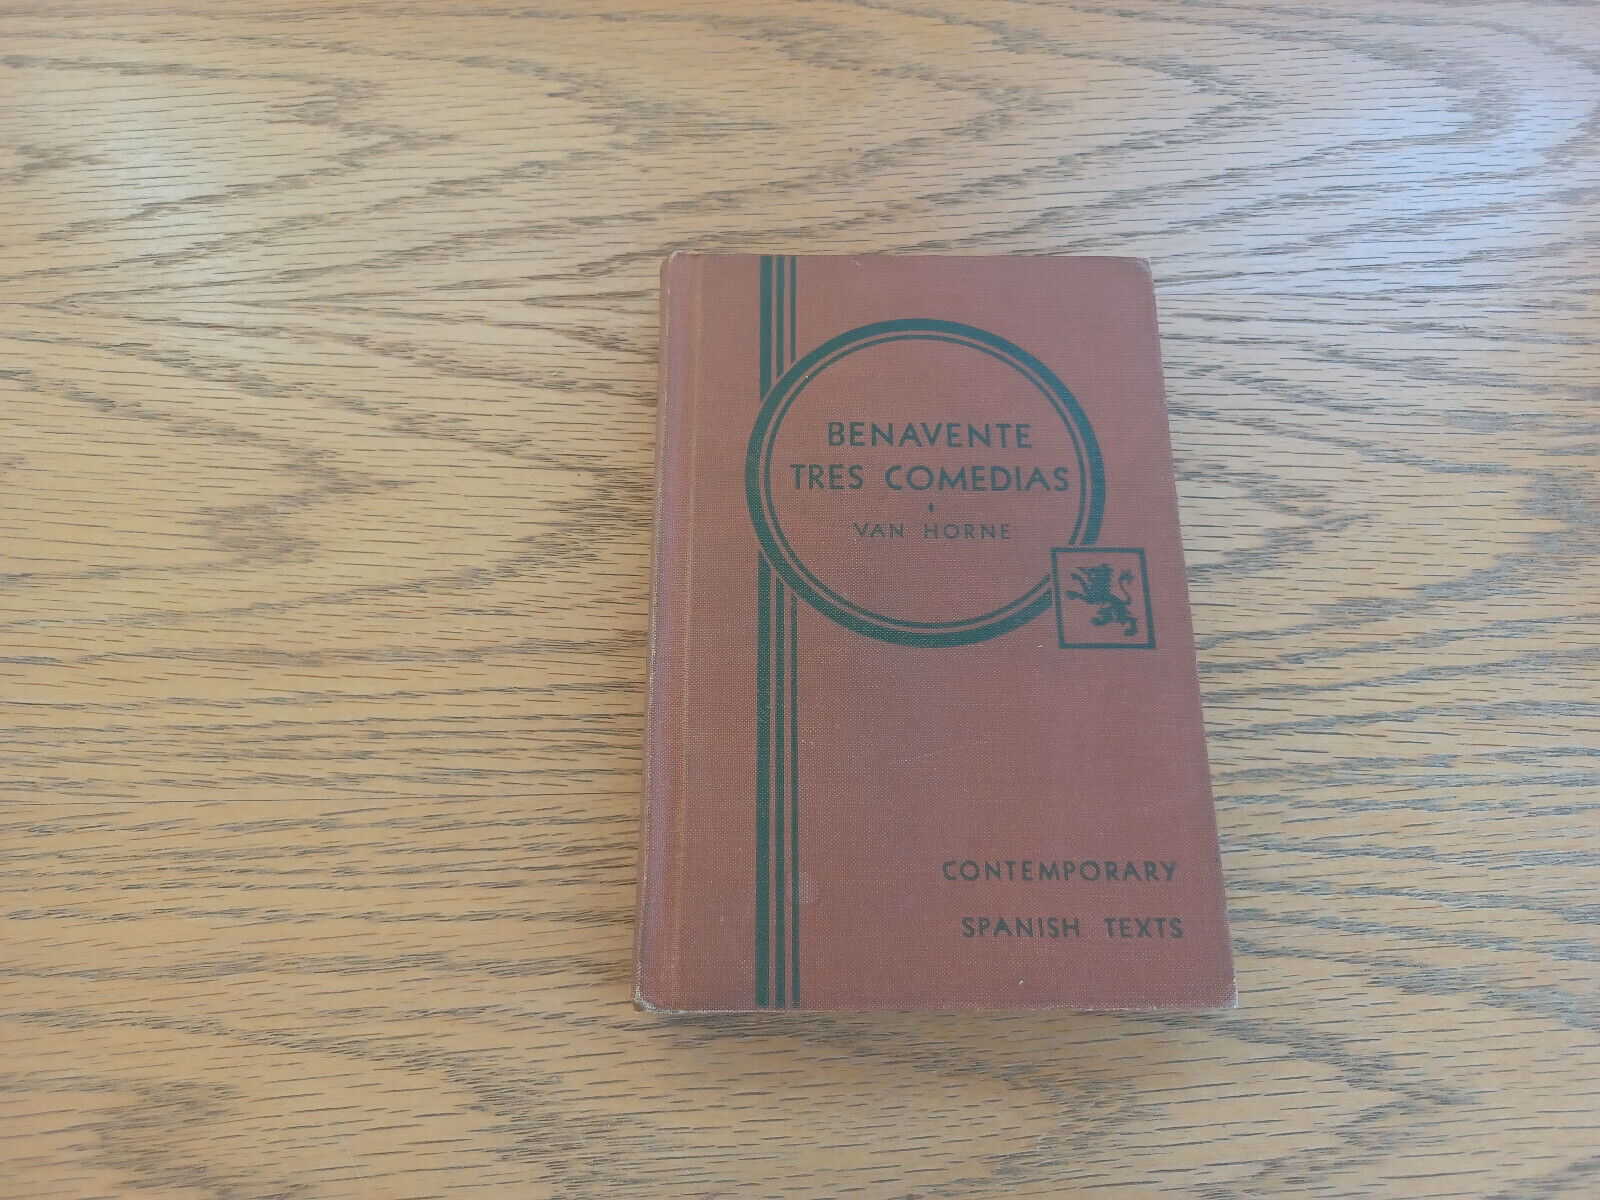 BENAVENTE
TRES COMEDIAS
VAN HORNE
CONTEMPORARY
SPANISH TEXTS